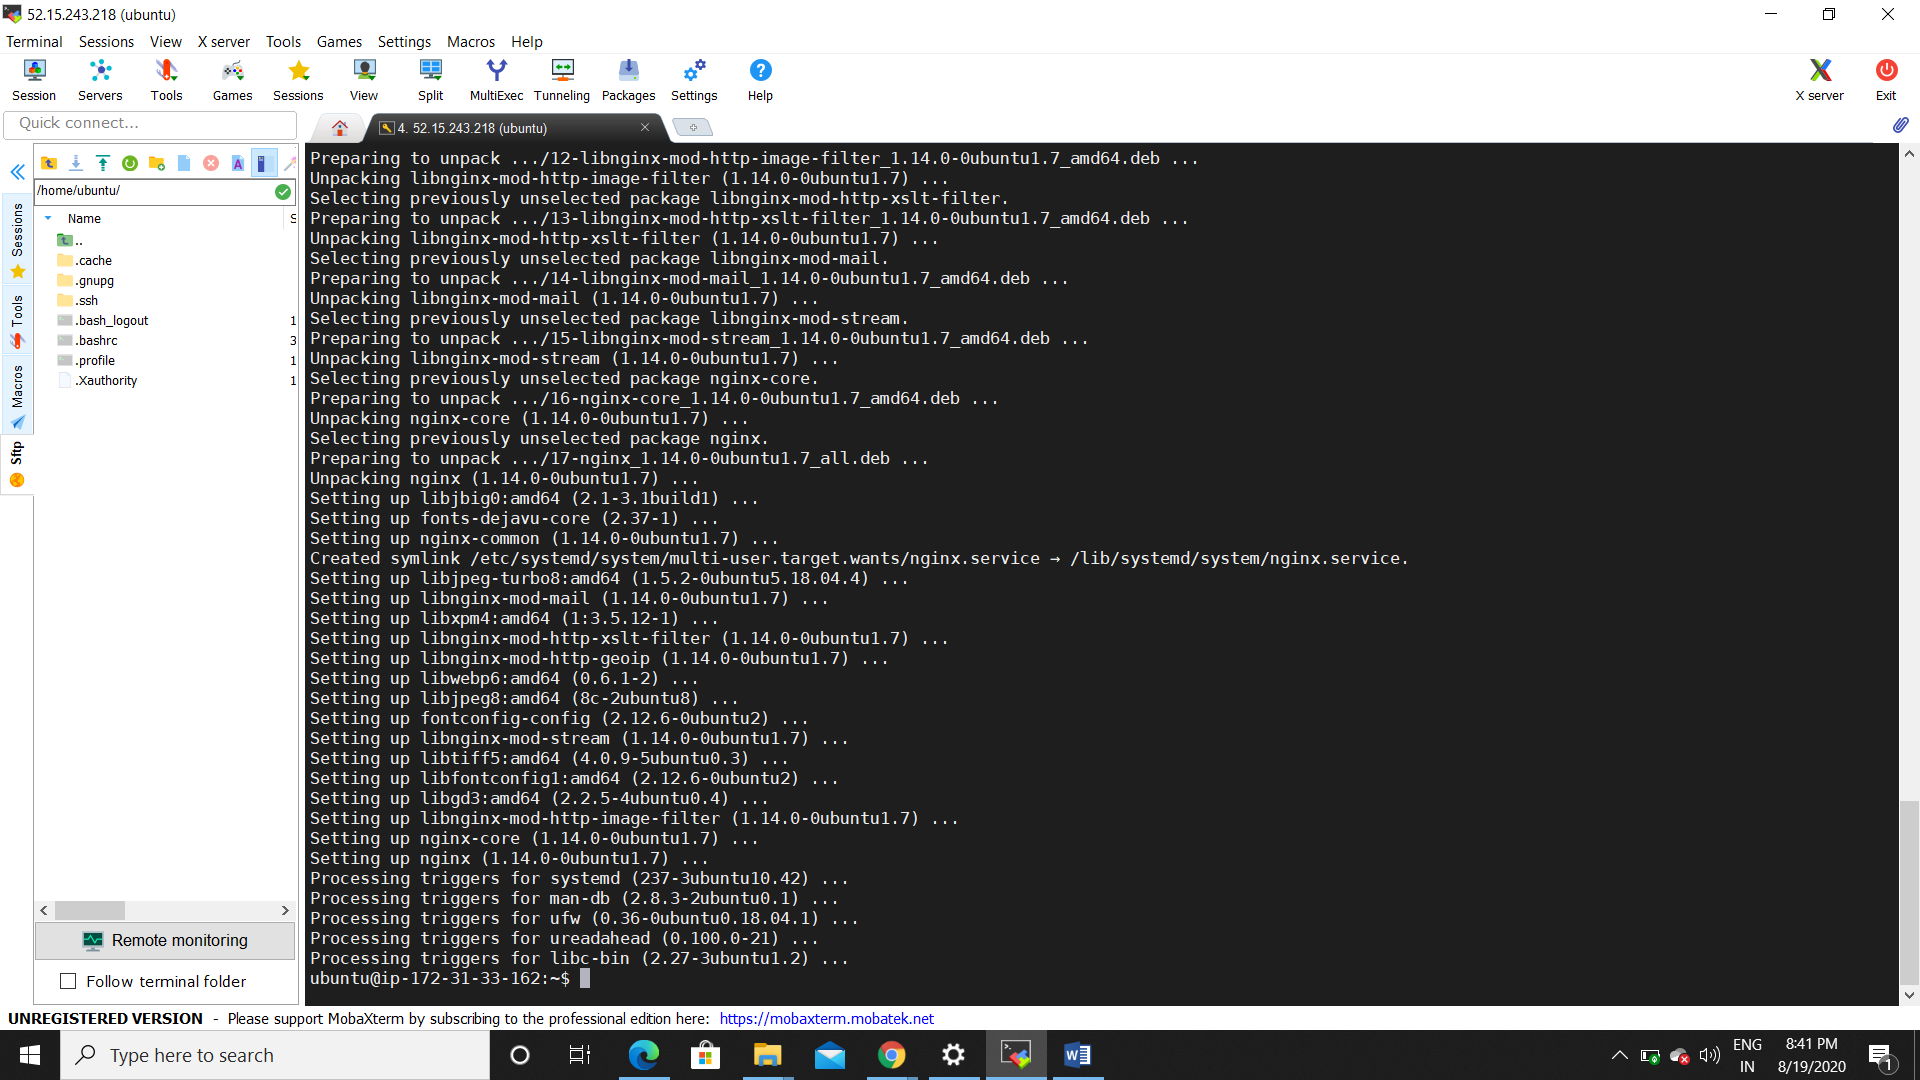 52.15.243.218 (ubuntu)
Terminal Sessions View X server Tools Games Settings Macros Help
Session Servers Tools Games Sessions View Split MultiExec Tunneling Packages Settings Help X server Exit
Quick connect...
4. 52.15.243.218 (ubuntu)
/home/ubuntu/
Name S
..
.cache
.gnupg
.ssh
.bash_logout 1
.bashrc 3
.profile 1
.Xauthority 1
Sessions
Tools
Macros
Sftp
Remote monitoring
Follow terminal folder
Preparing to unpack .../12-libnginx-mod-http-image-filter_1.14.0-0ubuntu1.7_amd64.deb ...
Unpacking libnginx-mod-http-image-filter (1.14.0-0ubuntu1.7) ...
Selecting previously unselected package libnginx-mod-http-xslt-filter.
Preparing to unpack .../13-libnginx-mod-http-xslt-filter_1.14.0-0ubuntu1.7_amd64.deb ...
Unpacking libnginx-mod-http-xslt-filter (1.14.0-0ubuntu1.7) ...
Selecting previously unselected package libnginx-mod-mail.
Preparing to unpack .../14-libnginx-mod-mail_1.14.0-0ubuntu1.7_amd64.deb ...
Unpacking libnginx-mod-mail (1.14.0-0ubuntu1.7) ...
Selecting previously unselected package libnginx-mod-stream.
Preparing to unpack .../15-libnginx-mod-stream_1.14.0-0ubuntu1.7_amd64.deb ...
Unpacking libnginx-mod-stream (1.14.0-0ubuntu1.7) ...
Selecting previously unselected package nginx-core.
Preparing to unpack .../16-nginx-core_1.14.0-0ubuntu1.7_amd64.deb ...
Unpacking nginx-core (1.14.0-0ubuntu1.7) ...
Selecting previously unselected package nginx.
Preparing to unpack .../17-nginx_1.14.0-0ubuntu1.7_all.deb ...
Unpacking nginx (1.14.0-0ubuntu1.7) ...
Setting up libjbig0:amd64 (2.1-3.1build1) ...
Setting up fonts-dejavu-core (2.37-1) ...
Setting up nginx-common (1.14.0-0ubuntu1.7) ...
Created symlink /etc/systemd/system/multi-user.target.wants/nginx.service → /lib/systemd/system/nginx.service.
Setting up libjpeg-turbo8:amd64 (1.5.2-0ubuntu5.18.04.4) ...
Setting up libnginx-mod-mail (1.14.0-0ubuntu1.7) ...
Setting up libxpm4:amd64 (1:3.5.12-1) ...
Setting up libnginx-mod-http-xslt-filter (1.14.0-0ubuntu1.7) ...
Setting up libnginx-mod-http-geoip (1.14.0-0ubuntu1.7) ...
Setting up libwebp6:amd64 (0.6.1-2) ...
Setting up libjpeg8:amd64 (8c-2ubuntu8) ...
Setting up fontconfig-config (2.12.6-0ubuntu2) ...
Setting up libnginx-mod-stream (1.14.0-0ubuntu1.7) ...
Setting up libtiff5:amd64 (4.0.9-5ubuntu0.3) ...
Setting up libfontconfig1:amd64 (2.12.6-0ubuntu2) ...
Setting up libgd3:amd64 (2.2.5-4ubuntu0.4) ...
Setting up libnginx-mod-http-image-filter (1.14.0-0ubuntu1.7) ...
Setting up nginx-core (1.14.0-0ubuntu1.7) ...
Setting up nginx (1.14.0-0ubuntu1.7) ...
Processing triggers for systemd (237-3ubuntu10.42) ...
Processing triggers for man-db (2.8.3-2ubuntu0.1) ...
Processing triggers for ufw (0.36-0ubuntu0.18.04.1) ...
Processing triggers for ureadahead (0.100.0-21) ...
Processing triggers for libc-bin (2.27-3ubuntu1.2) ...
ubuntu@ip-172-31-33-162:~$
UNREGISTERED VERSION - Please support MobaXterm by subscribing to the professional edition here: https://mobaxterm.mobatek.net
Type here to search
ENG
IN
8:41 PM
8/19/2020
1